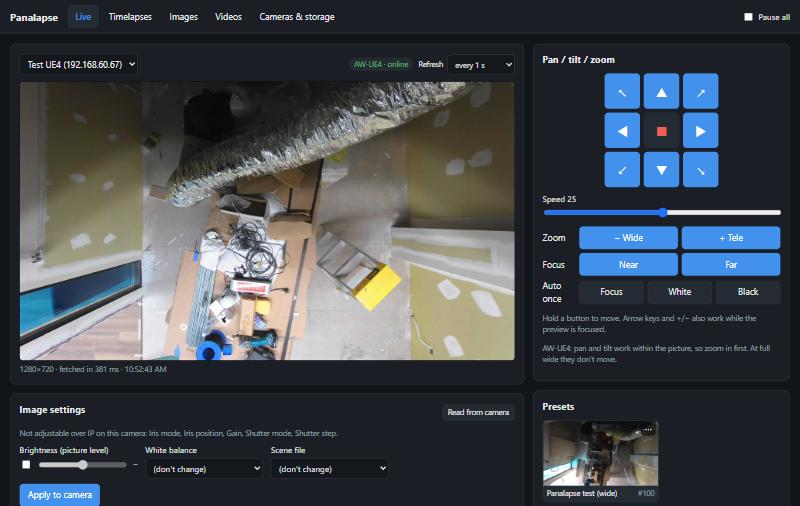 Panalapse Live Timelapses Images Videos Cameras & storage Pause all
Test UE4 (192.168.60.67) AW-UE4 · online Refresh every 1 s
1280×720 · fetched in 381 ms · 10:52:43 AM
Image settings Read from camera
Not adjustable over IP on this camera: Iris mode, Iris position, Gain, Shutter mode, Shutter step.
Brightness (picture level) White balance Scene file
– (don't change) (don't change)
Apply to camera
Pan / tilt / zoom
Speed 25
Zoom – Wide + Tele
Focus Near Far
Auto once Focus White Black
Hold a button to move. Arrow keys and +/− also work while the
preview is focused.
AW-UE4: pan and tilt work within the picture, so zoom in first. At full
wide they don't move.
Presets
Panalapse test (wide) #100